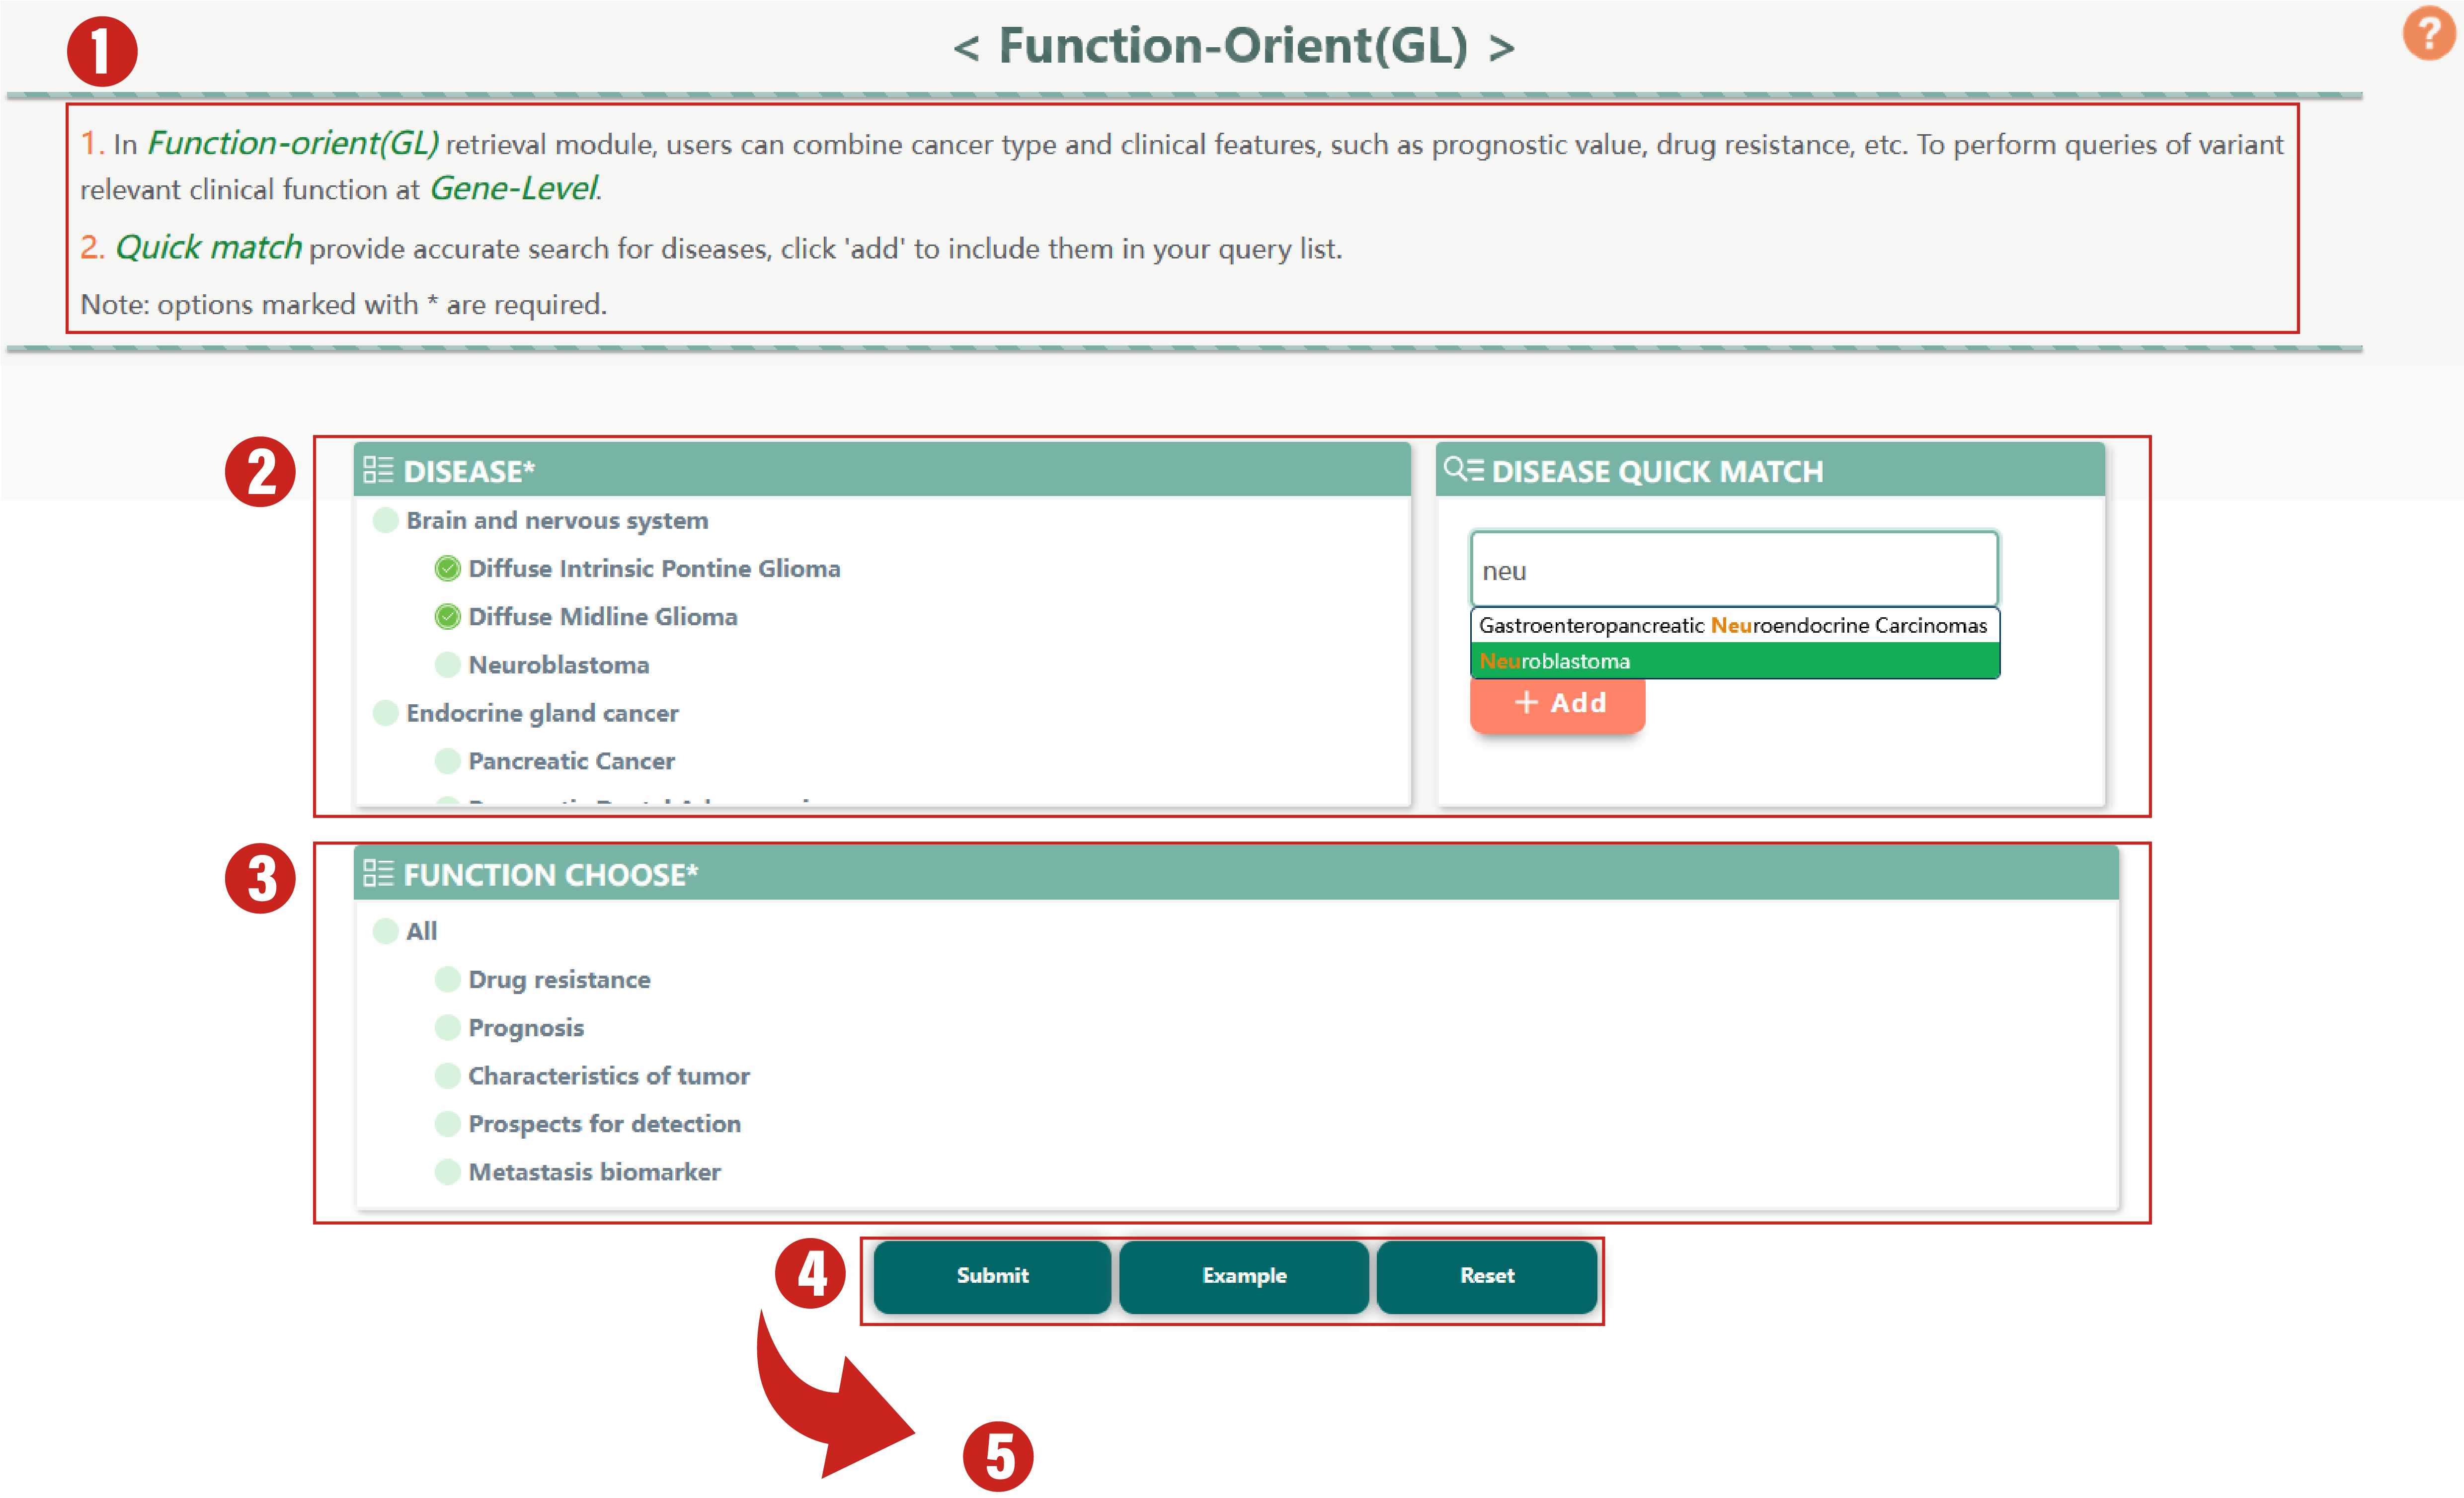 1
< Function-Orient(GL) >
?
1. In Function-orient(GL) retrieval module, users can combine cancer type and clinical features, such as prognostic value, drug resistance, etc. To perform queries of variant
relevant clinical function at Gene-Level.
2. Quick match provide accurate search for diseases, click 'add' to include them in your query list.
Note: options marked with * are required.
2
DISEASE*
Brain and nervous system
Diffuse Intrinsic Pontine Glioma
Diffuse Midline Glioma
Neuroblastoma
Endocrine gland cancer
Pancreatic Cancer
DISEASE QUICK MATCH
neu
Gastroenteropancreatic Neuroendocrine Carcinomas
Neuroblastoma
+ Add
3
FUNCTION CHOOSE*
All
Drug resistance
Prognosis
Characteristics of tumor
Prospects for detection
Metastasis biomarker
4
Submit
Example
Reset
5